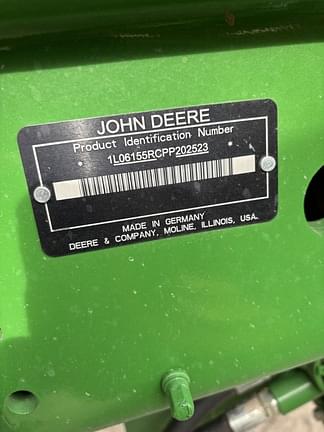 JOHN DEERE
Product Identification Number
1L06155RCPP202523
MADE IN GERMANY
DEERE & COMPANY, MOLINE, ILLINOIS, USA.